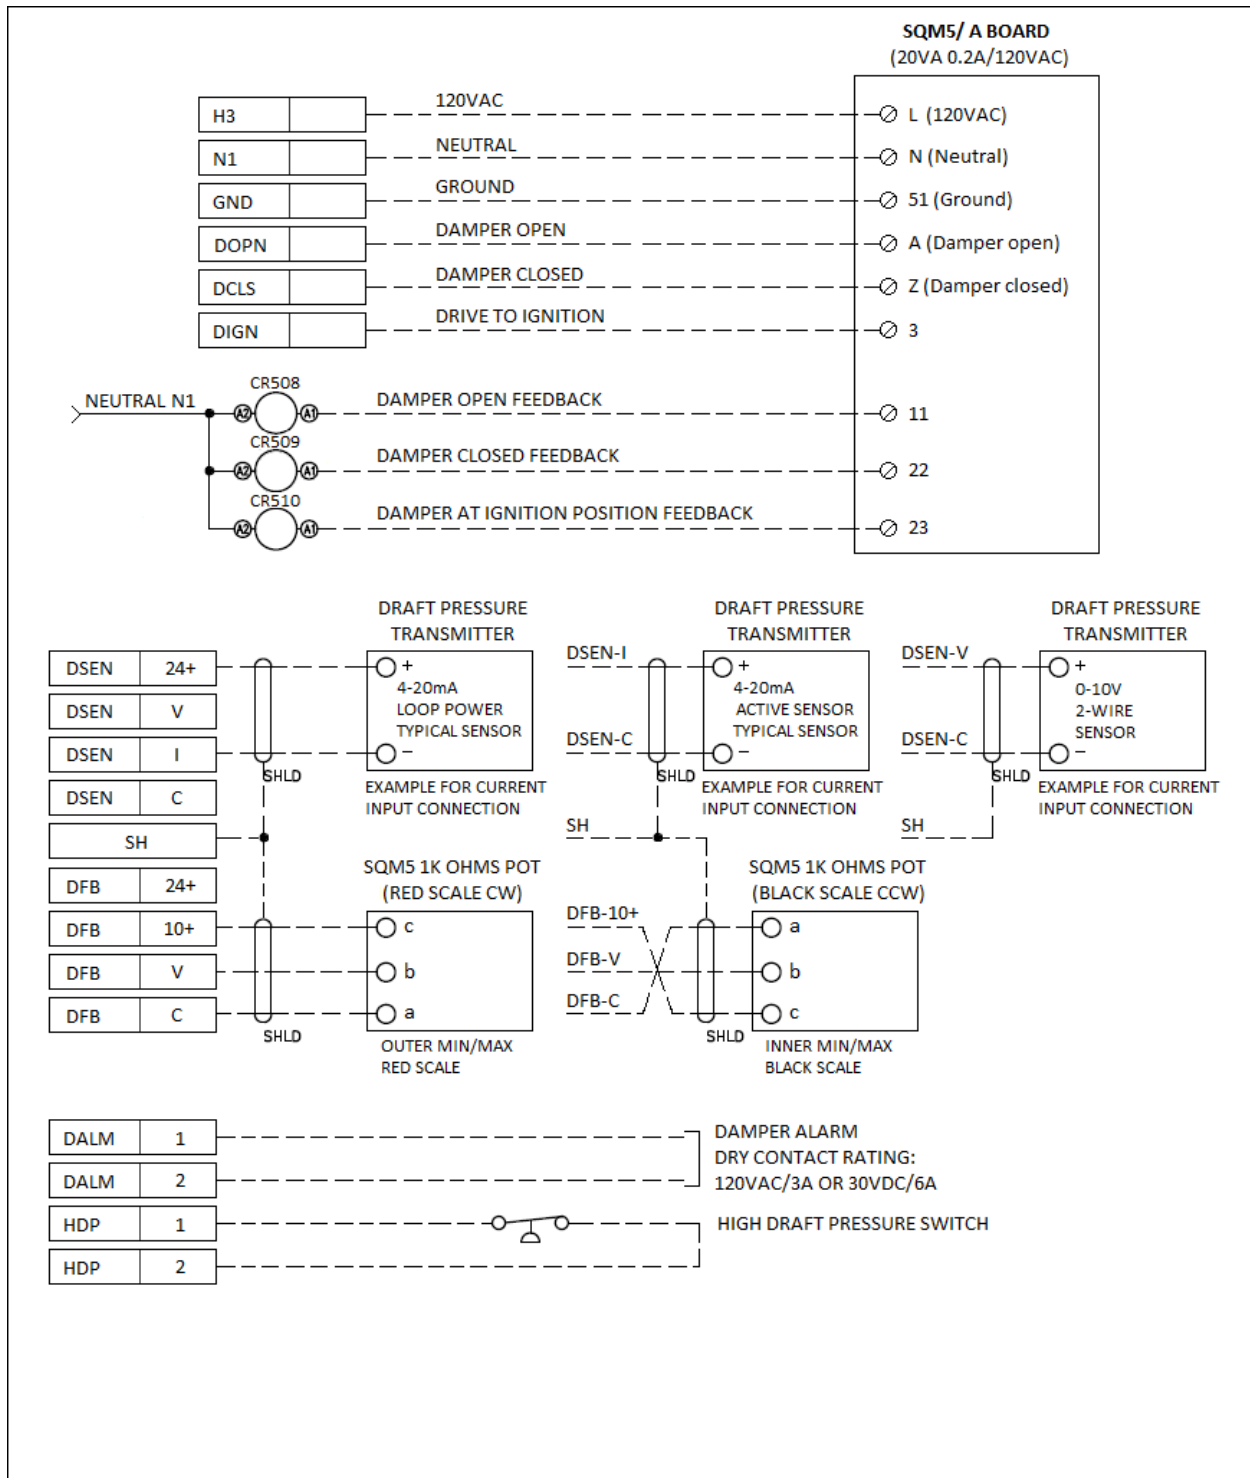 SQM5/ A BOARD
(20VA 0.2A/120VAC)
H3
120VAC
L (120VAC)
N1
NEUTRAL
N (Neutral)
GND
GROUND
51 (Ground)
DOPN
DAMPER OPEN
A (Damper open)
DCLS
DAMPER CLOSED
Z (Damper closed)
DIGN
DRIVE TO IGNITION
3
NEUTRAL N1
CR508
A2
A1
DAMPER OPEN FEEDBACK
11
CR509
A2
A1
DAMPER CLOSED FEEDBACK
22
CR510
A2
A1
DAMPER AT IGNITION POSITION FEEDBACK
23
DSEN 24+
DSEN V
DSEN I
DSEN C
SH
DFB 24+
DFB 10+
DFB V
DFB C
DRAFT PRESSURE
TRANSMITTER
+
4-20mA
LOOP POWER
TYPICAL SENSOR
−
SHLD
EXAMPLE FOR CURRENT
INPUT CONNECTION
DRAFT PRESSURE
TRANSMITTER
DSEN-I
+
4-20mA
ACTIVE SENSOR
TYPICAL SENSOR
DSEN-C
−
SHLD
EXAMPLE FOR CURRENT
INPUT CONNECTION
SH
DRAFT PRESSURE
TRANSMITTER
DSEN-V
+
0-10V
2-WIRE
SENSOR
DSEN-C
−
SHLD
EXAMPLE FOR CURRENT
INPUT CONNECTION
SH
SQM5 1K OHMS POT
(RED SCALE CW)
c
b
a
SHLD
OUTER MIN/MAX
RED SCALE
SQM5 1K OHMS POT
(BLACK SCALE CCW)
DFB-10+
a
DFB-V
b
DFB-C
c
SHLD
INNER MIN/MAX
BLACK SCALE
DALM 1
DALM 2
DAMPER ALARM
DRY CONTACT RATING:
120VAC/3A OR 30VDC/6A
HDP 1
HIGH DRAFT PRESSURE SWITCH
HDP 2